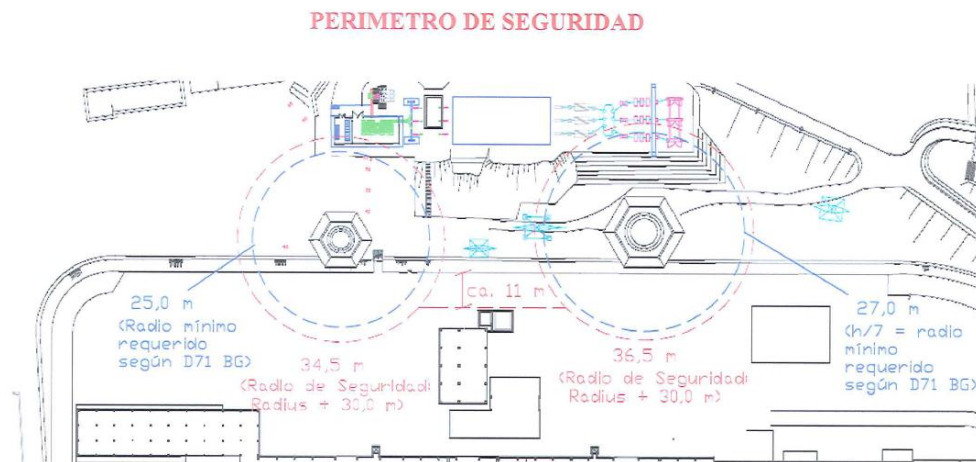 PERIMETRO DE SEGURIDAD
ca. 11 m
25,0 m
(Radio mínimo
requerido
según D71 BG)
34,5 m
(Radio de Seguridad:
Radius + 30,0 m)
36,5 m
(Radio de Seguridad:
Radius + 30,0 m)
27,0 m
(h/7 = radio
mínimo
requerido
según D71 BG)